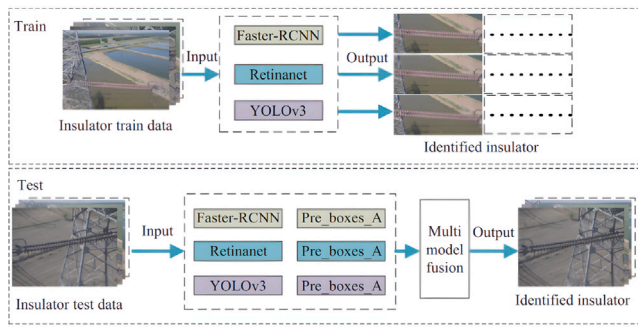 Train
Faster-RCNN
Input
Retinanet
Output
YOLOv3
Insulator train data
Identified insulator
Test
Faster-RCNN
Pre_boxes_A
Input
Retinanet
Pre_boxes_A
Multi
model
fusion
Output
YOLOv3
Pre_boxes_A
Insulator test data
Identified insulator